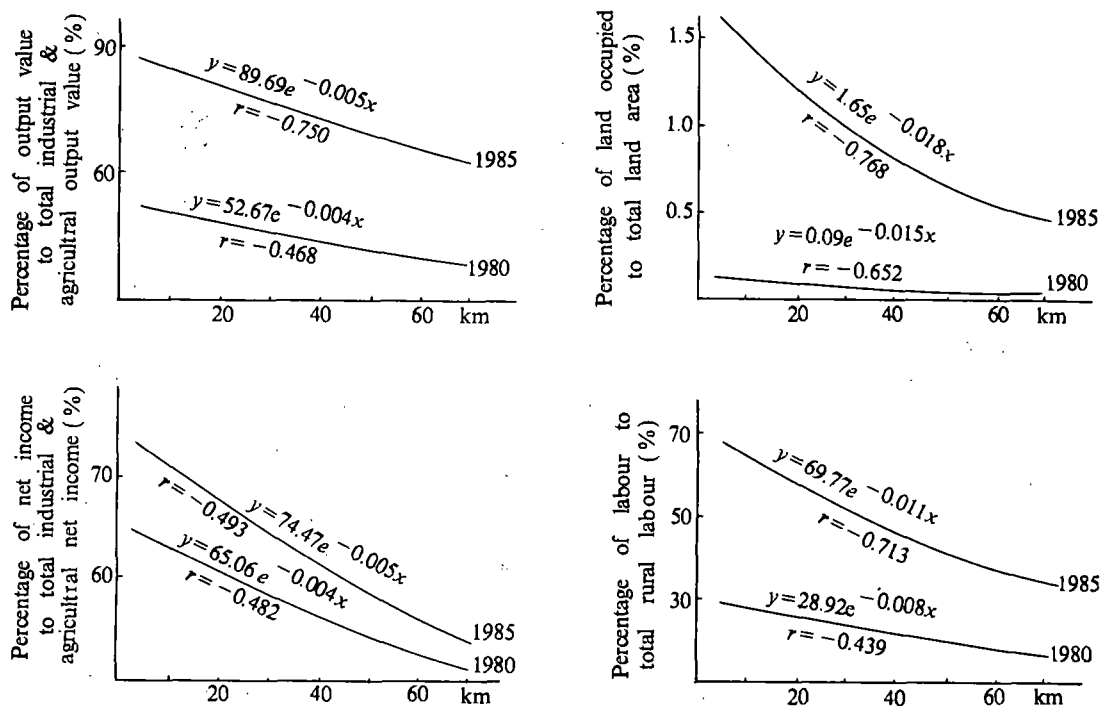 Percentage of output value
to total industrial &
agricultral output value (%)
90
60
y=89.69e −0.005x
r=−0.750
1985
y=52.67e −0.004x
r=−0.468
1980
20
40
60
km
Percentage of land occupied
to total land area (%)
1.5
1.0
0.5
y=1.65e −0.018x
r=−0.768
1985
y=0.09e −0.015x
r=−0.652
1980
20
40
60
km
Percentage of net income
to total industrial &
agricultral net income (%)
70
60
y=74.47e −0.005x
r=−0.493
1985
y=65.06e −0.004x
r=−0.482
1980
20
40
60
km
Percentage of labour to
total rural labour (%)
70
50
30
y=69.77e −0.011x
r=−0.713
1985
y=28.92e −0.008x
r=−0.439
1980
20
40
60
km